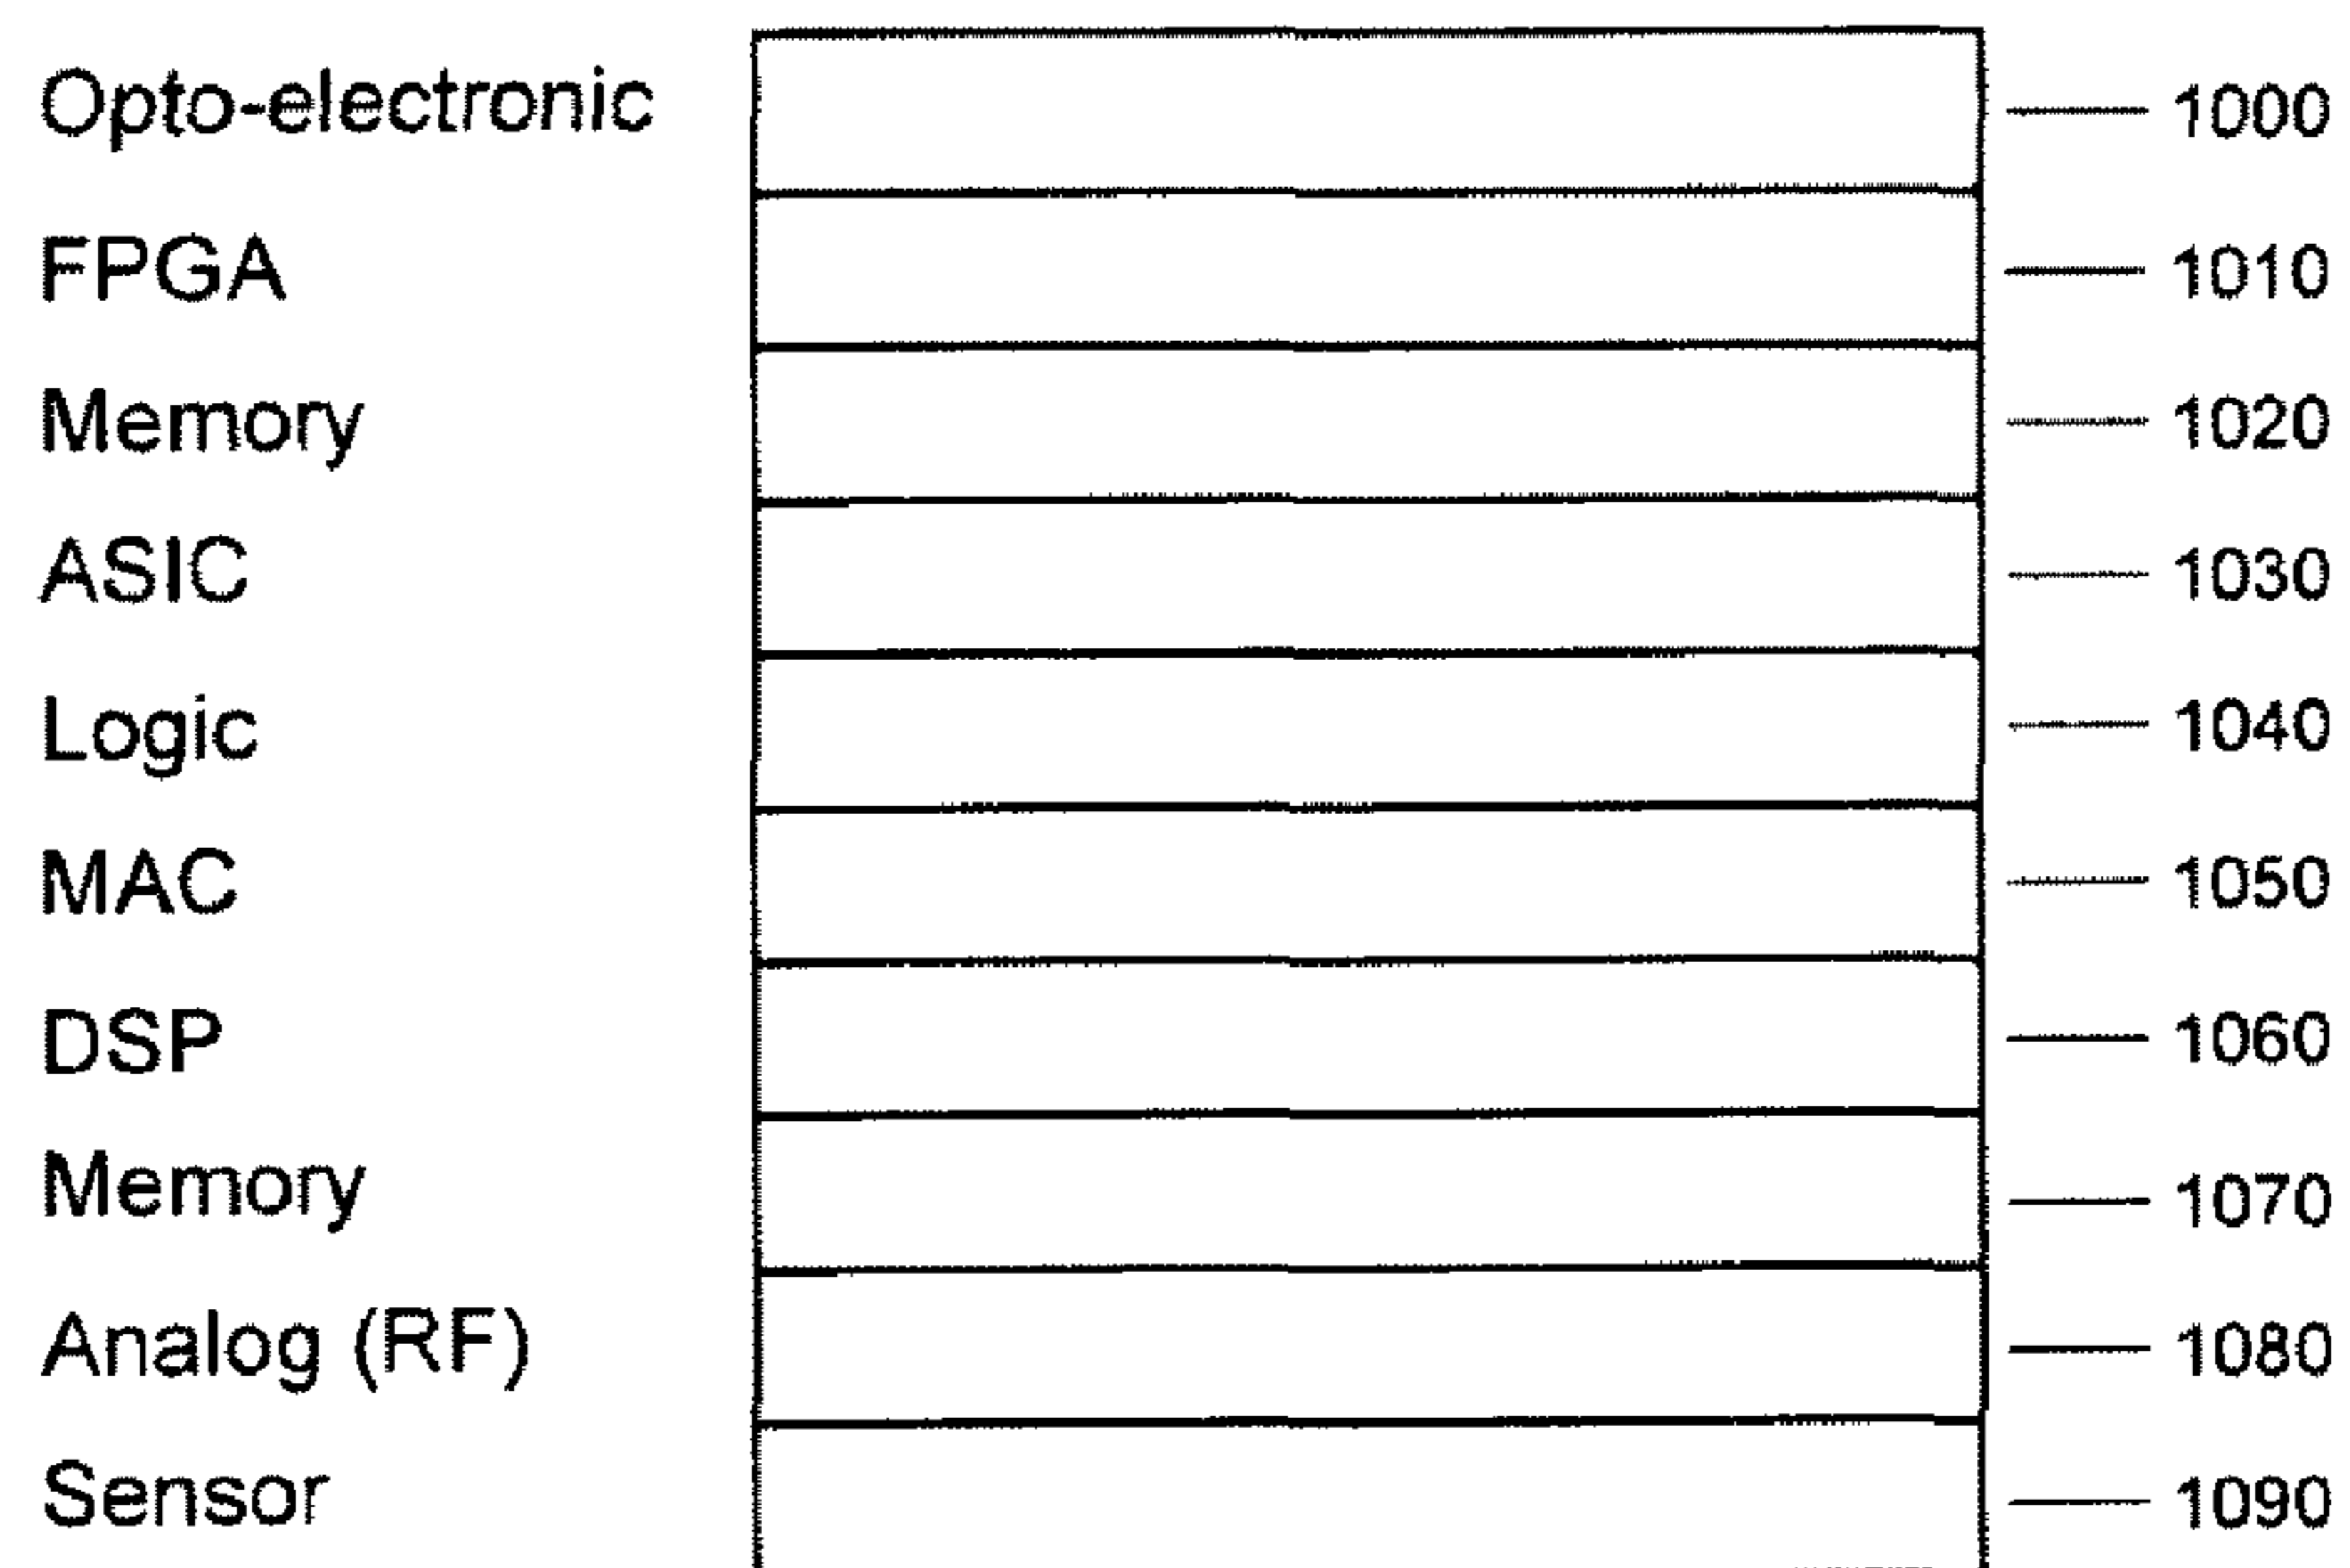 Opto-electronic 1000
FPGA 1010
Memory 1020
ASIC 1030
Logic 1040
MAC 1050
DSP 1060
Memory 1070
Analog (RF) 1080
Sensor 1090